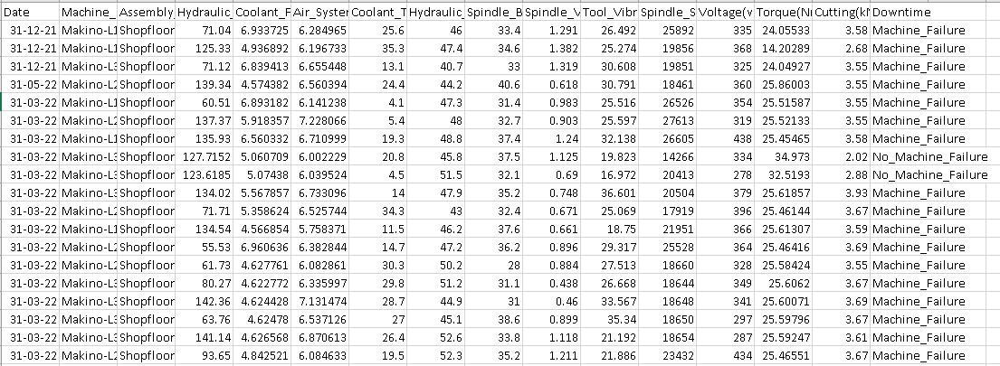 Date Machine_ Assembly_ Hydraulic_ Coolant_F Air_System Coolant_T Hydraulic_ Spindle_B Spindle_V Tool_Vibr Spindle_S Voltage(v Torque(N Cutting(kN Downtime
31-12-21 Makino-L1 Shopfloor 71.04 6.933725 6.284965 25.6 46 33.4 1.291 26.492 25892 335 24.05533 3.58 Machine_Failure
31-12-21 Makino-L1 Shopfloor 125.33 4.936892 6.196733 35.3 47.4 34.6 1.382 25.274 19856 368 14.20289 2.68 Machine_Failure
31-12-21 Makino-L3 Shopfloor 71.12 6.839413 6.655448 13.1 40.7 33 1.319 30.608 19851 325 24.04927 3.55 Machine_Failure
31-05-22 Makino-L2 Shopfloor 139.34 4.574382 6.560394 24.4 44.2 40.6 0.618 30.791 18461 360 25.86003 3.55 Machine_Failure
31-03-22 Makino-L1 Shopfloor 60.51 6.893182 6.141238 4.1 47.3 31.4 0.983 25.516 26526 354 25.51587 3.55 Machine_Failure
31-03-22 Makino-L2 Shopfloor 137.37 5.918357 7.228066 5.4 48 32.7 0.903 25.597 27613 319 25.52133 3.55 Machine_Failure
31-03-22 Makino-L1 Shopfloor 135.93 6.560332 6.710999 19.3 48.8 37.4 1.24 32.138 26605 438 25.45465 3.58 Machine_Failure
31-03-22 Makino-L3 Shopfloor 127.7152 5.060709 6.002229 20.8 45.8 37.5 1.125 19.823 14266 334 34.973 2.02 No_Machine_Failure
31-03-22 Makino-L3 Shopfloor 123.6185 5.07438 6.039524 4.5 51.5 32.1 0.69 16.972 20413 278 32.5193 2.88 No_Machine_Failure
31-03-22 Makino-L3 Shopfloor 134.02 5.567857 6.733096 14 47.9 35.2 0.748 36.601 20504 379 25.61857 3.93 Machine_Failure
31-03-22 Makino-L2 Shopfloor 71.71 5.358624 6.525744 34.3 43 32.4 0.671 25.069 17919 396 25.46144 3.67 Machine_Failure
31-03-22 Makino-L1 Shopfloor 134.54 4.566854 5.758371 11.5 46.2 37.6 0.661 18.75 21951 366 25.61307 3.59 Machine_Failure
31-03-22 Makino-L2 Shopfloor 55.53 6.960636 6.382844 14.7 47.2 36.2 0.896 29.317 25528 364 25.46416 3.69 Machine_Failure
31-03-22 Makino-L2 Shopfloor 61.73 4.627761 6.082861 30.3 50.2 28 0.884 27.513 18660 328 25.58424 3.55 Machine_Failure
31-03-22 Makino-L3 Shopfloor 80.27 4.622772 6.335997 29.8 51.2 31.1 0.438 26.668 18644 349 25.6062 3.67 Machine_Failure
31-03-22 Makino-L2 Shopfloor 142.36 4.624428 7.131474 28.7 44.9 31 0.46 33.567 18648 341 25.60071 3.69 Machine_Failure
31-03-22 Makino-L1 Shopfloor 63.76 4.62478 6.537126 27 45.1 38.6 0.899 35.34 18650 297 25.59796 3.67 Machine_Failure
31-03-22 Makino-L3 Shopfloor 141.14 4.626568 6.870613 26.4 52.6 33.8 1.118 21.192 18654 287 25.59247 3.61 Machine_Failure
31-03-22 Makino-L2 Shopfloor 93.65 4.842521 6.084633 19.5 52.3 35.2 1.211 21.886 23432 434 25.46551 3.67 Machine_Failure